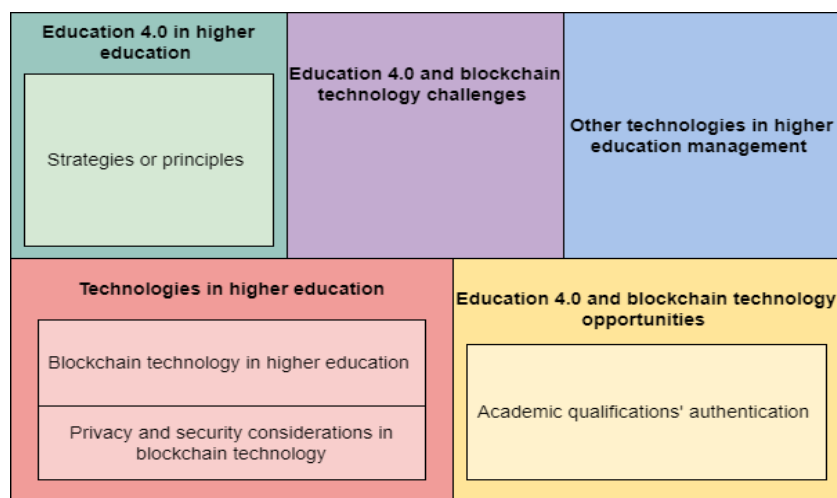 Education 4.0 in higher
education
Strategies or principles
Education 4.0 and blockchain
technology challenges
Other technologies in higher
education management
Technologies in higher education
Blockchain technology in higher education
Privacy and security considerations in
blockchain technology
Education 4.0 and blockchain technology
opportunities
Academic qualifications' authentication